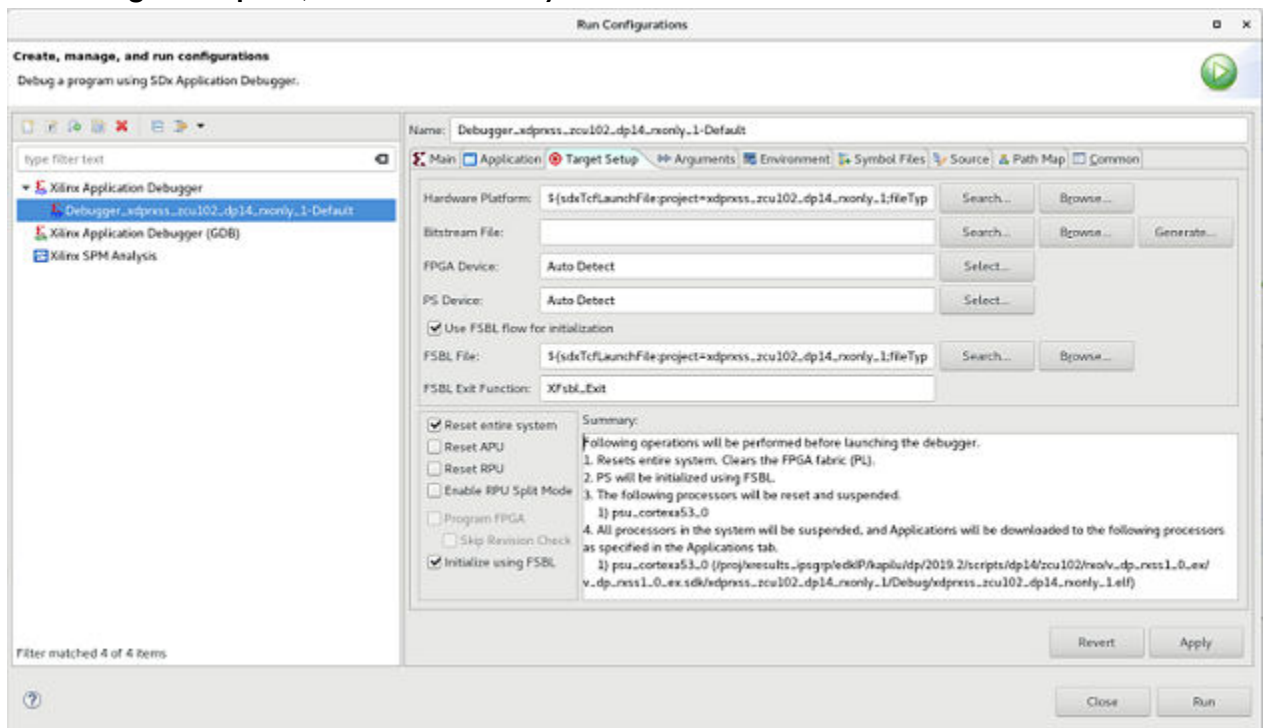 Run Configurations
Create, manage, and run configurations
Debug a program using SDx Application Debugger.
Name: Debugger_xdprxss_zcu102_dp14_rxonly_1-Default
type filter text
Main Application Target Setup Arguments Environment Symbol Files Source Path Map Common
Xilinx Application Debugger
Debugger_xdprxss_zcu102_dp14_rxonly_1-Default
Xilinx Application Debugger (GDB)
Xilinx SPM Analysis
Hardware Platform: ${sdxTcfLaunchFile:project=xdprxss_zcu102_dp14_rxonly_1;fileTyp Search... Browse...
Bitstream File: Search... Browse... Generate...
FPGA Device: Auto Detect Select...
PS Device: Auto Detect Select...
Use FSBL flow for initialization
FSBL File: ${sdxTcfLaunchFile:project=xdprxss_zcu102_dp14_rxonly_1;fileTyp Search... Browse...
FSBL Exit Function: XFsbl_Exit
Reset entire system
Reset APU
Reset RPU
Enable RPU Split Mode
Program FPGA
Skip Revision Check
Initialize using FSBL
Summary:
Following operations will be performed before launching the debugger.
1. Resets entire system. Clears the FPGA fabric (PL).
2. PS will be initialized using FSBL.
3. The following processors will be reset and suspended.
1) psu_cortexa53_0
4. All processors in the system will be suspended, and Applications will be downloaded to the following processors
as specified in the Applications tab.
1) psu_cortexa53_0 (/proj/xresults_ipsgrp/edkIP/kapilu/dp/2019.2/scripts/dp14/zcu102/rxo/v_dp_rxss1_0_ex/
v_dp_rxss1_0_ex.sdk/xdprxss_zcu102_dp14_rxonly_1/Debug/xdprxss_zcu102_dp14_rxonly_1.elf)
Revert Apply
Filter matched 4 of 4 items
Close Run